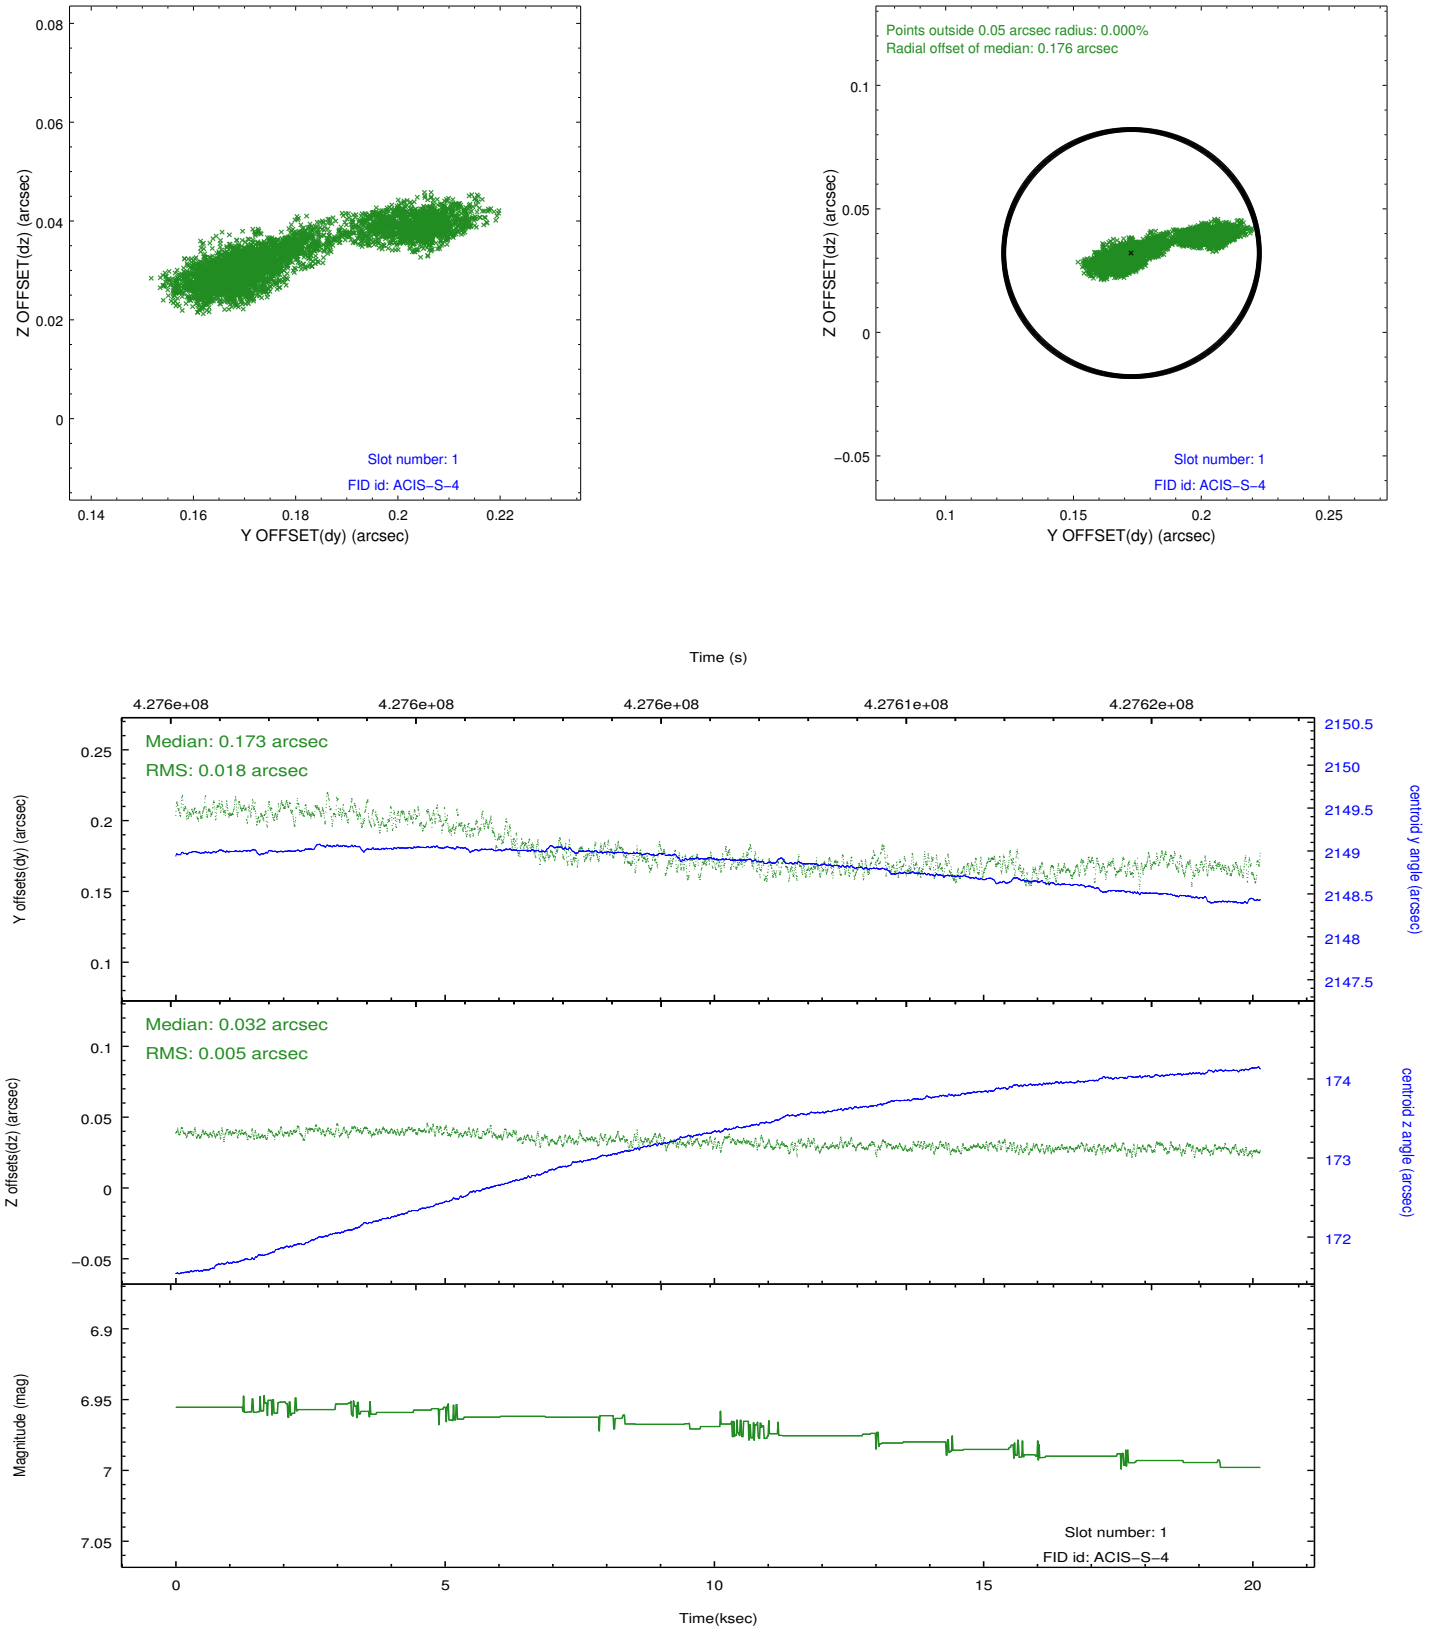 0.08
0.06
0.04
0.02
0
0.14
0.16
0.18
0.2
0.22
Z OFFSET(dz) (arcsec)
Y OFFSET(dy) (arcsec)
Slot number: 1
FID id: ACIS−S−4
Points outside 0.05 arcsec radius: 0.000%
Radial offset of median: 0.176 arcsec
0.1
0.05
0
−0.05
0.1
0.15
0.2
0.25
Z OFFSET(dz) (arcsec)
Y OFFSET(dy) (arcsec)
Slot number: 1
FID id: ACIS−S−4
Time (s)
4.276e+08
4.276e+08
4.276e+08
4.2761e+08
4.2762e+08
Median: 0.173 arcsec
RMS: 0.018 arcsec
0.25
0.2
0.15
0.1
Y offsets(dy) (arcsec)
2150.5
2150
2149.5
2149
2148.5
2148
2147.5
centroid y angle (arcsec)
Median: 0.032 arcsec
RMS: 0.005 arcsec
0.1
0.05
0
−0.05
Z offsets(dz) (arcsec)
174
173
172
centroid z angle (arcsec)
6.9
6.95
7
7.05
Magnitude (mag)
Slot number: 1
FID id: ACIS−S−4
0
5
10
15
20
Time(ksec)